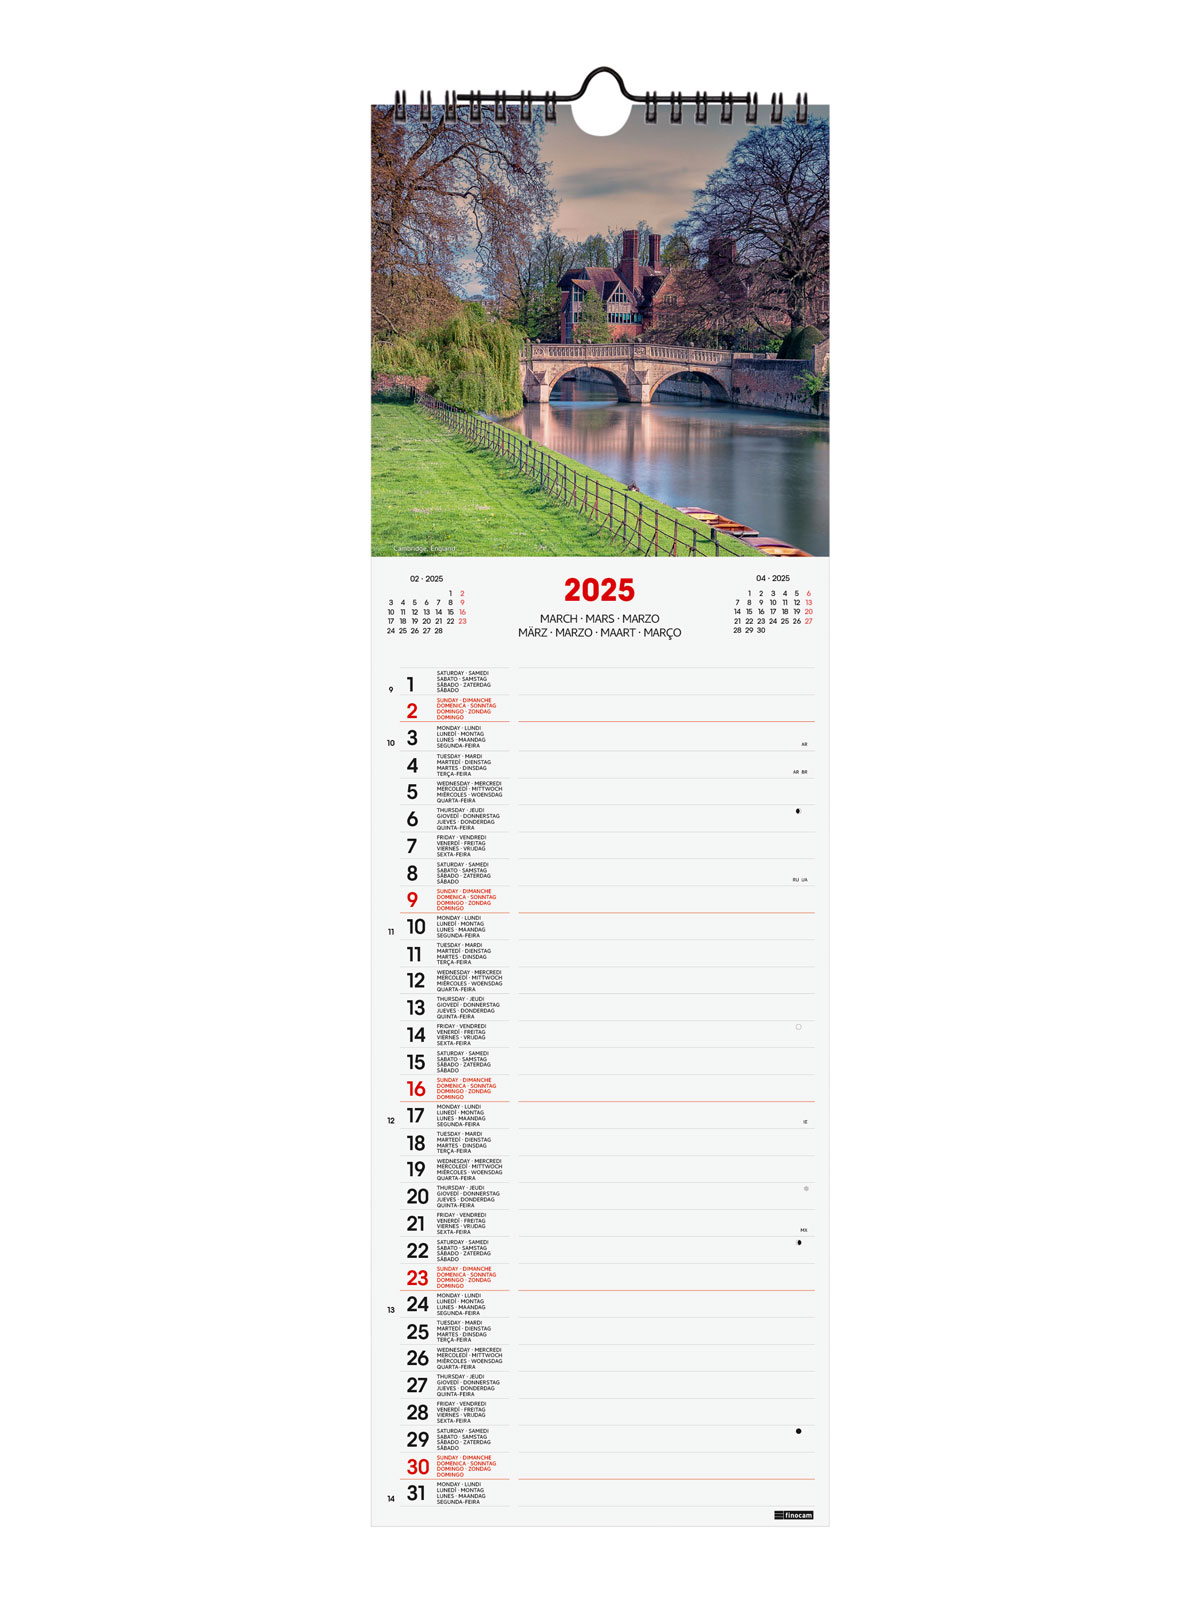 Cambridge, England
02 · 2025
1 2
3 4 5 6 7 8 9
10 11 12 13 14 15 16
17 18 19 20 21 22 23
24 25 26 27 28
2025
MARCH · MARS · MARZO
MÄRZ · MARZO · MAART · MARÇO
04 · 2025
1 2 3 4 5 6
7 8 9 10 11 12 13
14 15 16 17 18 19 20
21 22 23 24 25 26 27
28 29 30
9
1
SATURDAY · SAMEDI
SABATO · SAMSTAG
SÁBADO · ZATERDAG
SÁBADO
2
SUNDAY · DIMANCHE
DOMENICA · SONNTAG
DOMINGO · ZONDAG
DOMINGO
10
3
MONDAY · LUNDI
LUNEDÌ · MONTAG
LUNES · MAANDAG
SEGUNDA-FEIRA
AR
4
TUESDAY · MARDI
MARTEDÌ · DIENSTAG
MARTES · DINSDAG
TERÇA-FEIRA
AR BR
5
WEDNESDAY · MERCREDI
MERCOLEDÌ · MITTWOCH
MIÉRCOLES · WOENSDAG
QUARTA-FEIRA
6
THURSDAY · JEUDI
GIOVEDÌ · DONNERSTAG
JUEVES · DONDERDAG
QUINTA-FEIRA
7
FRIDAY · VENDREDI
VENERDÌ · FREITAG
VIERNES · VRIJDAG
SEXTA-FEIRA
8
SATURDAY · SAMEDI
SABATO · SAMSTAG
SÁBADO · ZATERDAG
SÁBADO
RU UA
9
SUNDAY · DIMANCHE
DOMENICA · SONNTAG
DOMINGO · ZONDAG
DOMINGO
11
10
MONDAY · LUNDI
LUNEDÌ · MONTAG
LUNES · MAANDAG
SEGUNDA-FEIRA
11
TUESDAY · MARDI
MARTEDÌ · DIENSTAG
MARTES · DINSDAG
TERÇA-FEIRA
12
WEDNESDAY · MERCREDI
MERCOLEDÌ · MITTWOCH
MIÉRCOLES · WOENSDAG
QUARTA-FEIRA
13
THURSDAY · JEUDI
GIOVEDÌ · DONNERSTAG
JUEVES · DONDERDAG
QUINTA-FEIRA
14
FRIDAY · VENDREDI
VENERDÌ · FREITAG
VIERNES · VRIJDAG
SEXTA-FEIRA
15
SATURDAY · SAMEDI
SABATO · SAMSTAG
SÁBADO · ZATERDAG
SÁBADO
16
SUNDAY · DIMANCHE
DOMENICA · SONNTAG
DOMINGO · ZONDAG
DOMINGO
12
17
MONDAY · LUNDI
LUNEDÌ · MONTAG
LUNES · MAANDAG
SEGUNDA-FEIRA
IE
18
TUESDAY · MARDI
MARTEDÌ · DIENSTAG
MARTES · DINSDAG
TERÇA-FEIRA
19
WEDNESDAY · MERCREDI
MERCOLEDÌ · MITTWOCH
MIÉRCOLES · WOENSDAG
QUARTA-FEIRA
20
THURSDAY · JEUDI
GIOVEDÌ · DONNERSTAG
JUEVES · DONDERDAG
QUINTA-FEIRA
21
FRIDAY · VENDREDI
VENERDÌ · FREITAG
VIERNES · VRIJDAG
SEXTA-FEIRA
MX
22
SATURDAY · SAMEDI
SABATO · SAMSTAG
SÁBADO · ZATERDAG
SÁBADO
23
SUNDAY · DIMANCHE
DOMENICA · SONNTAG
DOMINGO · ZONDAG
DOMINGO
13
24
MONDAY · LUNDI
LUNEDÌ · MONTAG
LUNES · MAANDAG
SEGUNDA-FEIRA
25
TUESDAY · MARDI
MARTEDÌ · DIENSTAG
MARTES · DINSDAG
TERÇA-FEIRA
26
WEDNESDAY · MERCREDI
MERCOLEDÌ · MITTWOCH
MIÉRCOLES · WOENSDAG
QUARTA-FEIRA
27
THURSDAY · JEUDI
GIOVEDÌ · DONNERSTAG
JUEVES · DONDERDAG
QUINTA-FEIRA
28
FRIDAY · VENDREDI
VENERDÌ · FREITAG
VIERNES · VRIJDAG
SEXTA-FEIRA
29
SATURDAY · SAMEDI
SABATO · SAMSTAG
SÁBADO · ZATERDAG
SÁBADO
30
SUNDAY · DIMANCHE
DOMENICA · SONNTAG
DOMINGO · ZONDAG
DOMINGO
14
31
MONDAY · LUNDI
LUNEDÌ · MONTAG
LUNES · MAANDAG
SEGUNDA-FEIRA
finocam